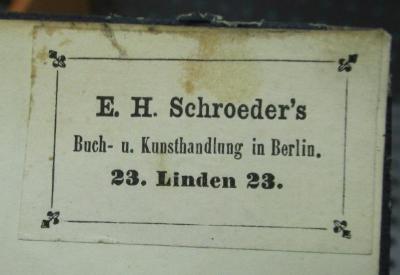 E. H. Schroeder's
Buch- u. Kunsthandlung in Berlin.
23. Linden 23.